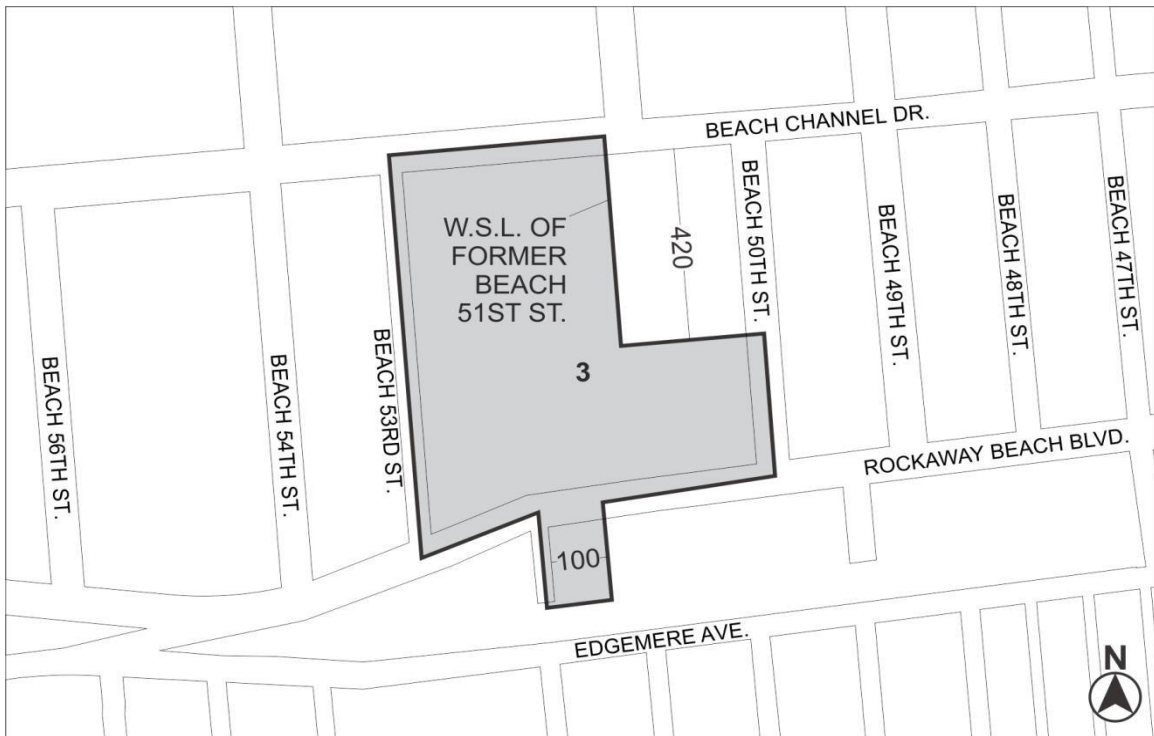 BEACH CHANNEL DR.
W.S.L. OF
FORMER
BEACH
51ST ST.
420
BEACH 50TH ST.
BEACH 49TH ST.
BEACH 48TH ST.
BEACH 47TH ST.
BEACH 56TH ST.
BEACH 54TH ST.
BEACH 53RD ST.
3
ROCKAWAY BEACH BLVD.
100
EDGEMERE AVE.
N